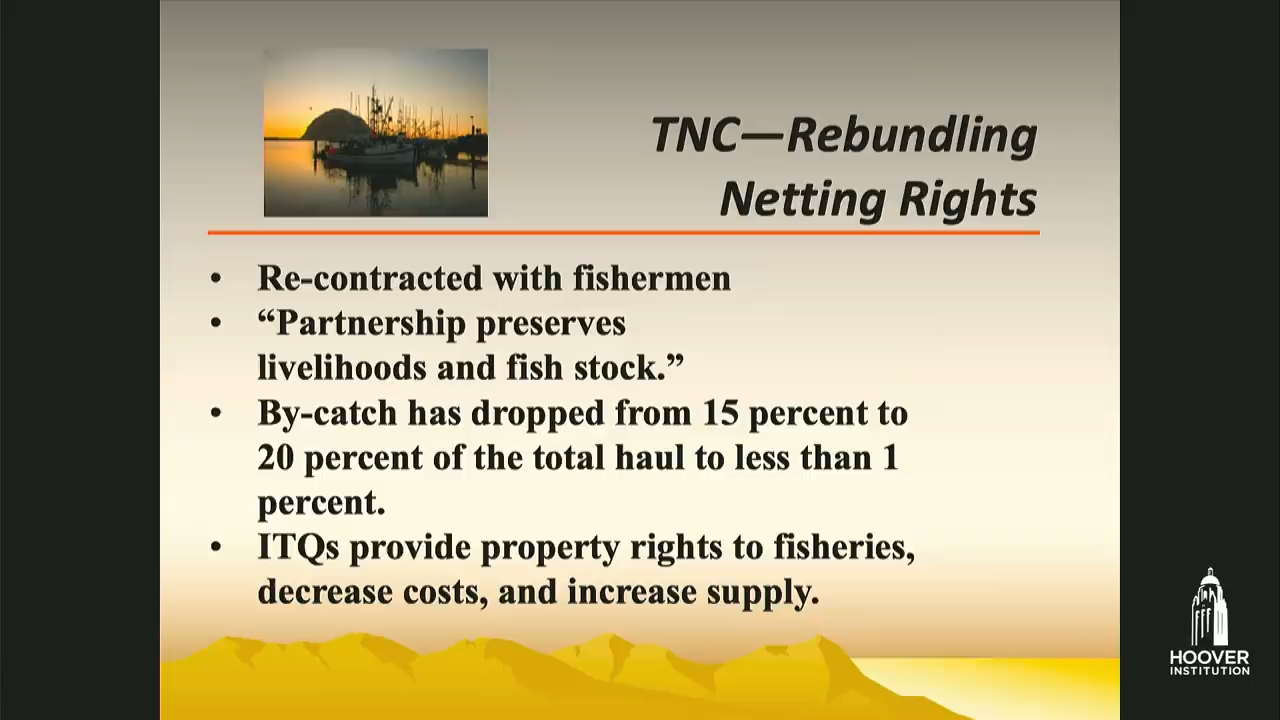 TNC—Rebundling
Netting Rights
• Re-contracted with fishermen
• “Partnership preserves
livelihoods and fish stock.”
• By-catch has dropped from 15 percent to
20 percent of the total haul to less than 1
percent.
• ITQs provide property rights to fisheries,
decrease costs, and increase supply.
HOOVER
INSTITUTION